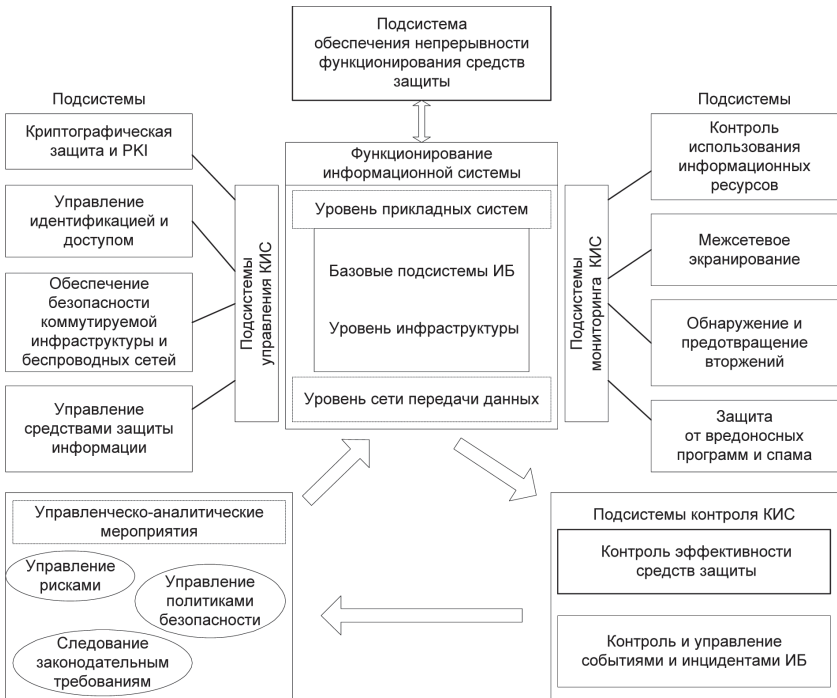 Подсистема
обеспечения непрерывности
функционирования средств
защиты
Подсистемы
Криптографическая
защита и PKI
Управление
идентификацией и
доступом
Обеспечение
безопасности
коммутируемой
инфраструктуры и
беспроводных сетей
Управление
средствами защиты
информации
Подсистемы
управления КИС
Функционирование
информационной системы
Уровень прикладных систем
Базовые подсистемы ИБ
Уровень инфраструктуры
Уровень сети передачи данных
Подсистемы
мониторинга КИС
Подсистемы
Контроль
использования
информационных
ресурсов
Межсетевое
экранирование
Обнаружение и
предотвращение
вторжений
Защита
от вредоносных
программ и спама
Управленческо-аналитические
мероприятия
Управление
рисками
Управление
политиками
безопасности
Следование
законодательным
требованиям
Подсистемы контроля КИС
Контроль эффективности
средств защиты
Контроль и управление
событиями и инцидентами ИБ